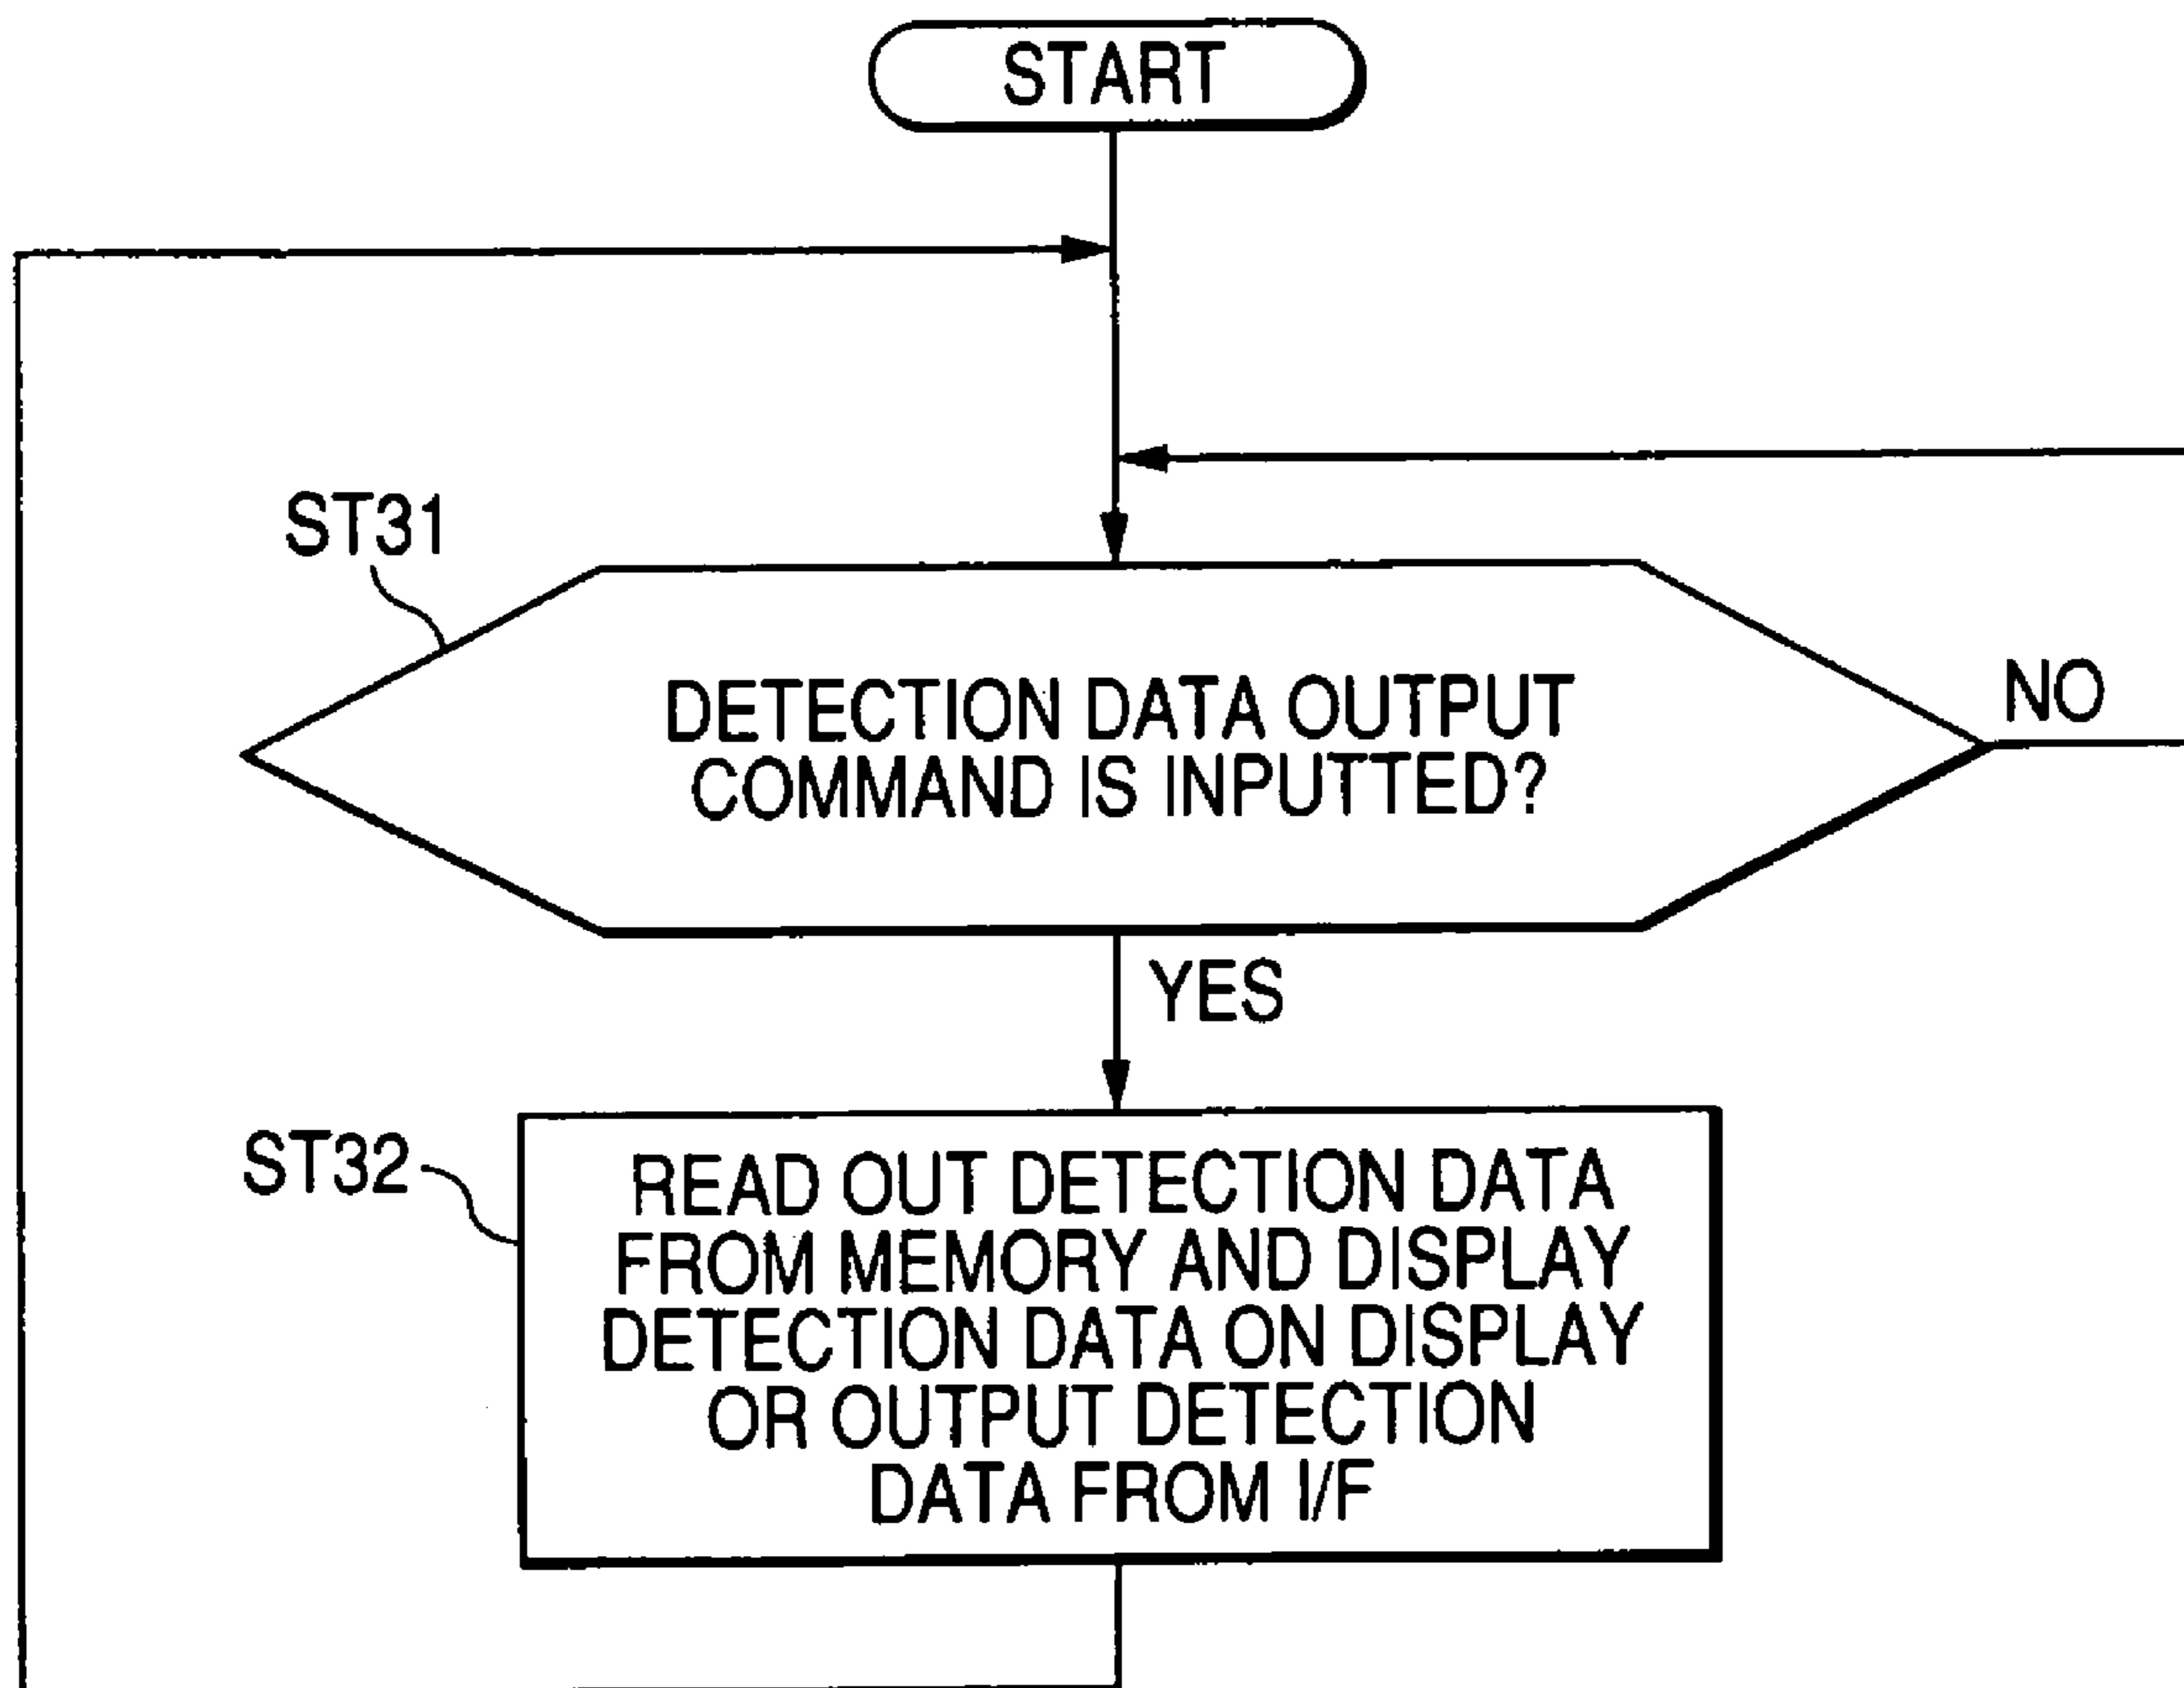 START
ST31
DETECTION DATA OUTPUT
COMMAND IS INPUTTED?
NO
YES
ST32
READ OUT DETECTION DATA
FROM MEMORY AND DISPLAY
DETECTION DATA ON DISPLAY
OR OUTPUT DETECTION
DATA FROM I/F